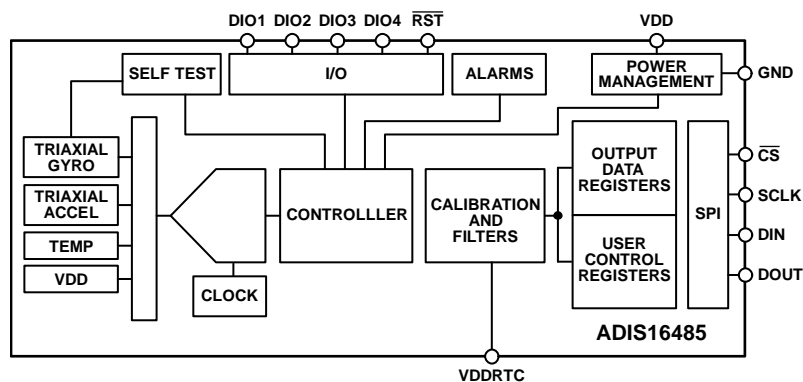 DIO1 DIO2 DIO3 DIO4 RST VDD
SELF TEST
I/O
ALARMS
POWER
MANAGEMENT
GND
TRIAXIAL
GYRO
TRIAXIAL
ACCEL
TEMP
VDD
CLOCK
CONTROLLLER
CALIBRATION
AND
FILTERS
OUTPUT
DATA
REGISTERS
USER
CONTROL
REGISTERS
SPI
CS
SCLK
DIN
DOUT
ADIS16485
VDDRTC